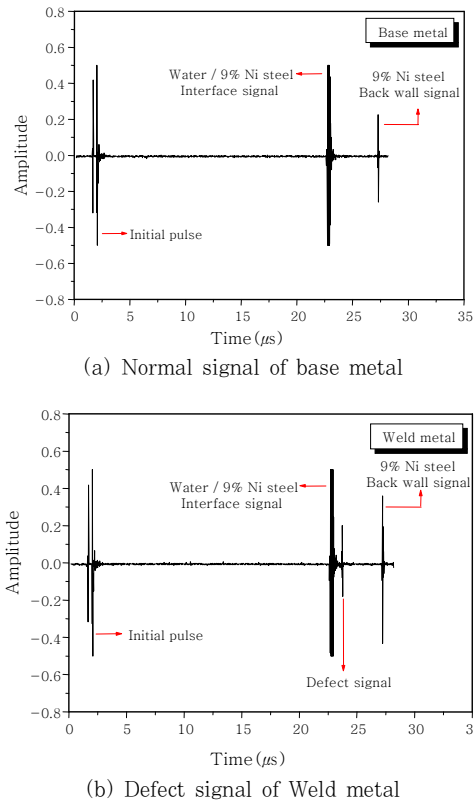 0.8
0.6
0.4
0.2
0.0
−0.2
−0.4
−0.6
−0.8
Amplitude
Base metal
Water / 9% Ni steel
Interface signal
9% Ni steel
Back wall signal
Initial pulse
0 5 10 15 20 25 30 35
Time(μs)
(a) Normal signal of base metal
0.8
0.6
0.4
0.2
0.0
−0.2
−0.4
−0.6
−0.8
Amplitude
Weld metal
Water / 9% Ni steel
Interface signal
9% Ni steel
Back wall signal
Initial pulse
Defect signal
0 5 10 15 20 25 30 3
Time(μs)
(b) Defect signal of Weld metal